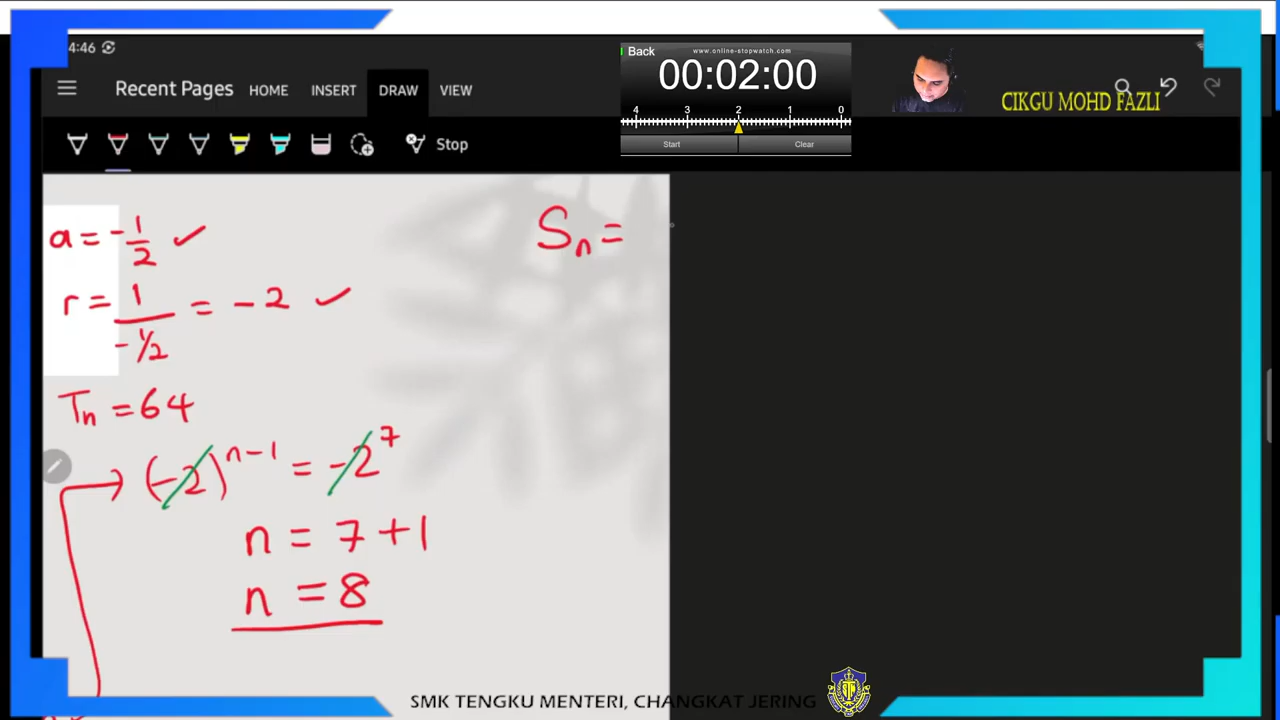 4:46
Recent Pages HOME INSERT DRAW VIEW
Back
www.online-stopwatch.com
00:02:00
4 3 2 1 0
Start Clear
CIKGU MOHD FAZLI
Stop
a = -1/2 ✓
r = 1/(-1/2) = -2 ✓
Tn = 64
→ (-2)^(n-1) = -2^7
n = 7+1
n = 8
Sn =
SMK TENGKU MENTERI, CHANGKAT JERING